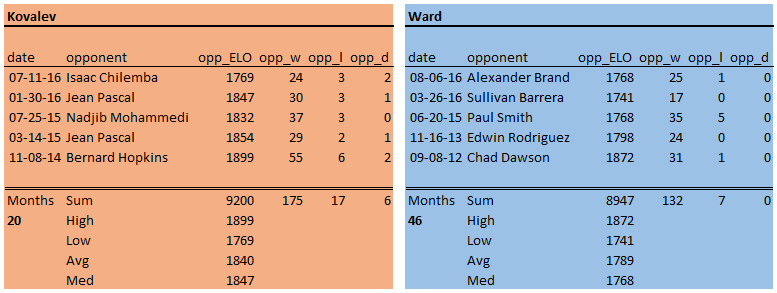 Kovalev
date opponent opp_ELO opp_w opp_l opp_d
07-11-16 Isaac Chilemba 1769 24 3 2
01-30-16 Jean Pascal 1847 30 3 1
07-25-15 Nadjib Mohammedi 1832 37 3 0
03-14-15 Jean Pascal 1854 29 2 1
11-08-14 Bernard Hopkins 1899 55 6 2
Months Sum 9200 175 17 6
20 High 1899
Low 1769
Avg 1840
Med 1847
Ward
date opponent opp_ELO opp_w opp_l opp_d
08-06-16 Alexander Brand 1768 25 1 0
03-26-16 Sullivan Barrera 1741 17 0 0
06-20-15 Paul Smith 1768 35 5 0
11-16-13 Edwin Rodriguez 1798 24 0 0
09-08-12 Chad Dawson 1872 31 1 0
Months Sum 8947 132 7 0
46 High 1872
Low 1741
Avg 1789
Med 1768